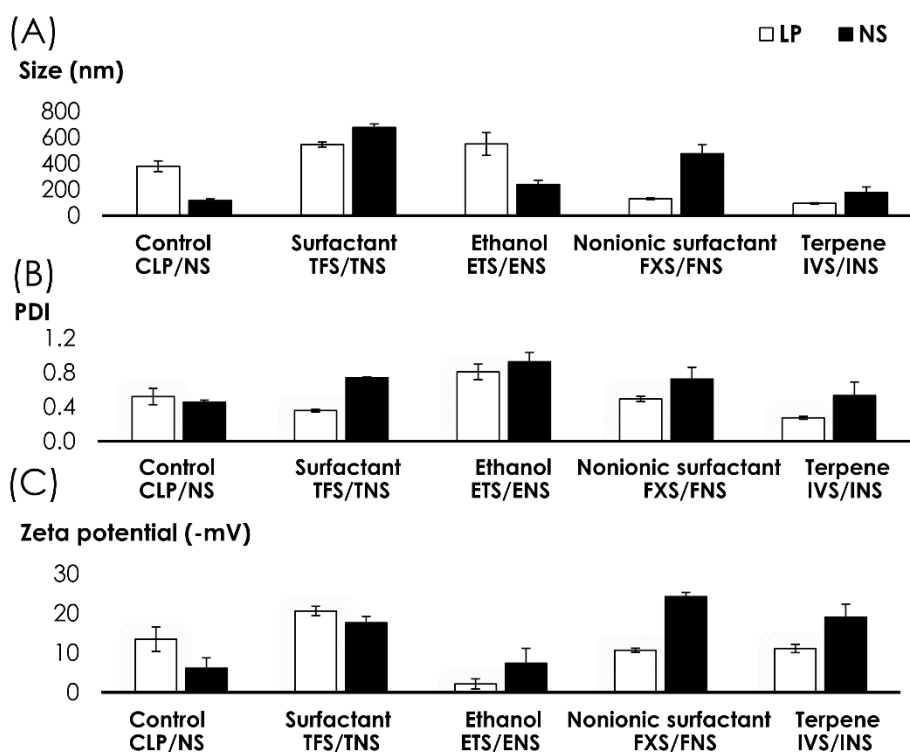 (A)
LP NS
Size (nm)
800
600
400
200
0
Control Surfactant Ethanol Nonionic surfactant Terpene
CLP/NS TFS/TNS ETS/ENS FXS/FNS IVS/INS
(B)
PDI
1.2
0.8
0.4
0.0
Control Surfactant Ethanol Nonionic surfactant Terpene
CLP/NS TFS/TNS ETS/ENS FXS/FNS IVS/INS
(C)
Zeta potential (-mV)
30
20
10
0
Control Surfactant Ethanol Nonionic surfactant Terpene
CLP/NS TFS/TNS ETS/ENS FXS/FNS IVS/INS